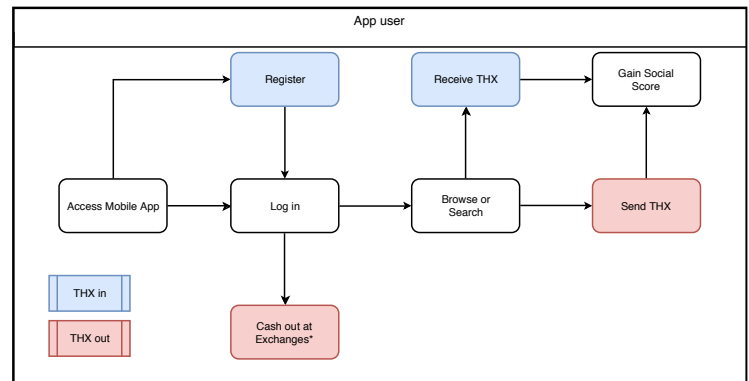 App user
Register
Receive THX
Gain Social
Score
Access Mobile App
Log in
Browse or
Search
Send THX
THX in
THX out
Cash out at
Exchanges*